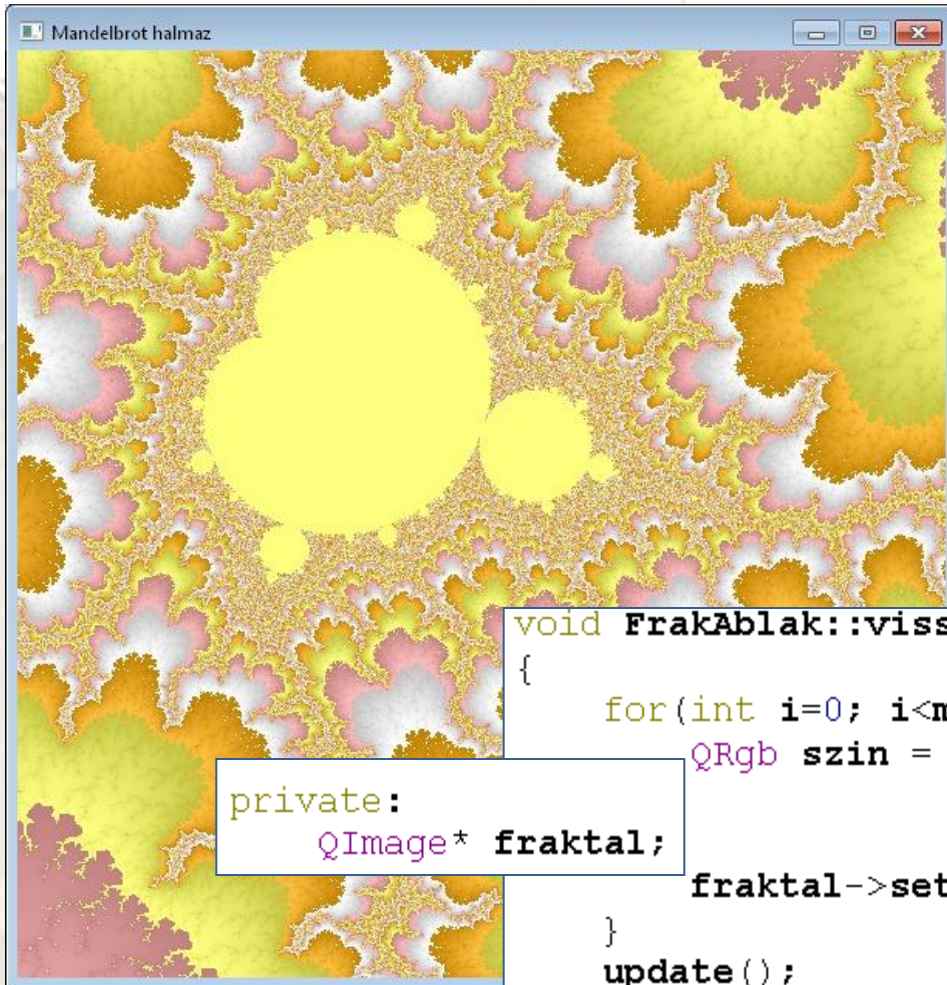 Mandelbrot halmaz
void FrakAblak::viss
{
for(int i=0; i<m
QRgb szin =
private:
QImage* fraktal;
fraktal->set
}
update();